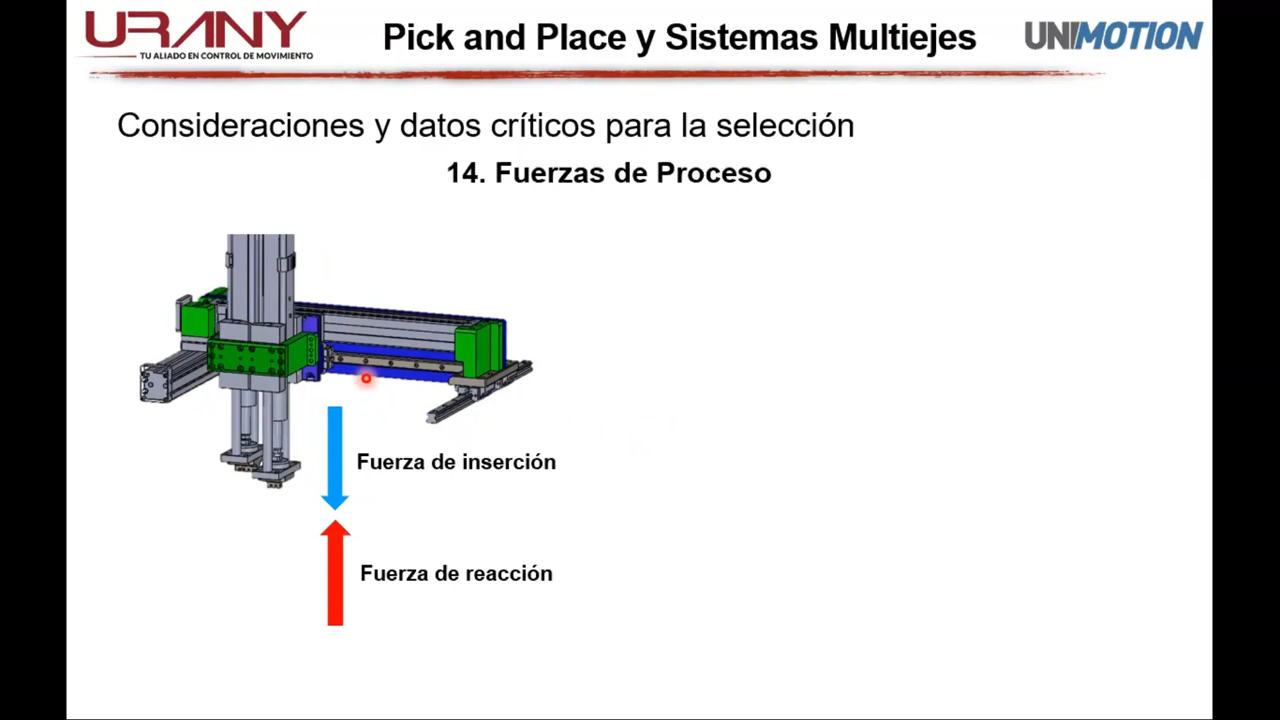 URANY
TU ALIADO EN CONTROL DE MOVIMIENTO
Pick and Place y Sistemas Multiejes
UNIMOTION
Consideraciones y datos críticos para la selección
14. Fuerzas de Proceso
Fuerza de inserción
Fuerza de reacción